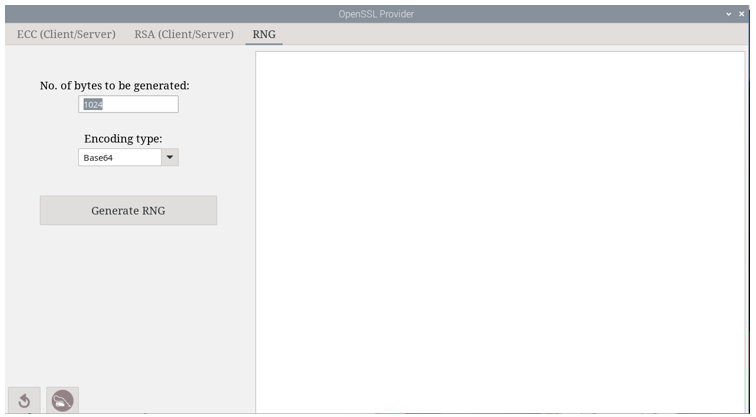 OpenSSL Provider
ECC (Client/Server) RSA (Client/Server) RNG
No. of bytes to be generated:
1024
Encoding type:
Base64
Generate RNG